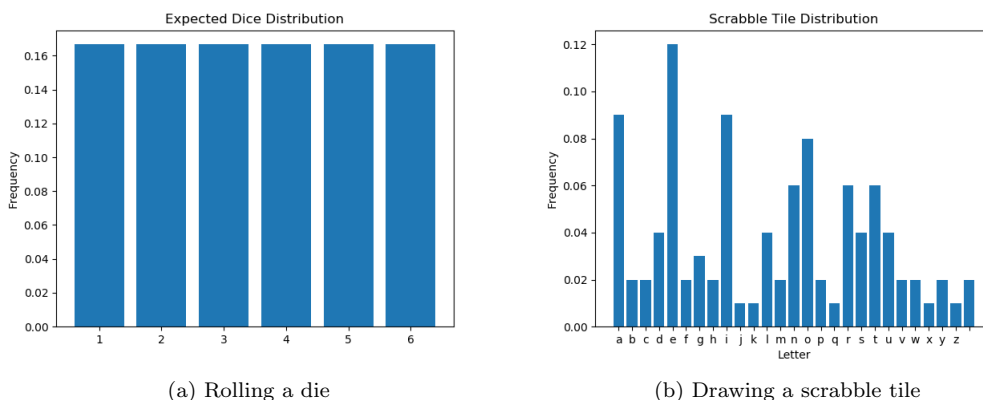 Expected Dice Distribution
Frequency
0.16
0.14
0.12
0.10
0.08
0.06
0.04
0.02
0.00
1 2 3 4 5 6
(a) Rolling a die
Scrabble Tile Distribution
Frequency
0.12
0.10
0.08
0.06
0.04
0.02
0.00
a b c d e f g h i j k l m n o p q r s t u v w x y z
Letter
(b) Drawing a scrabble tile